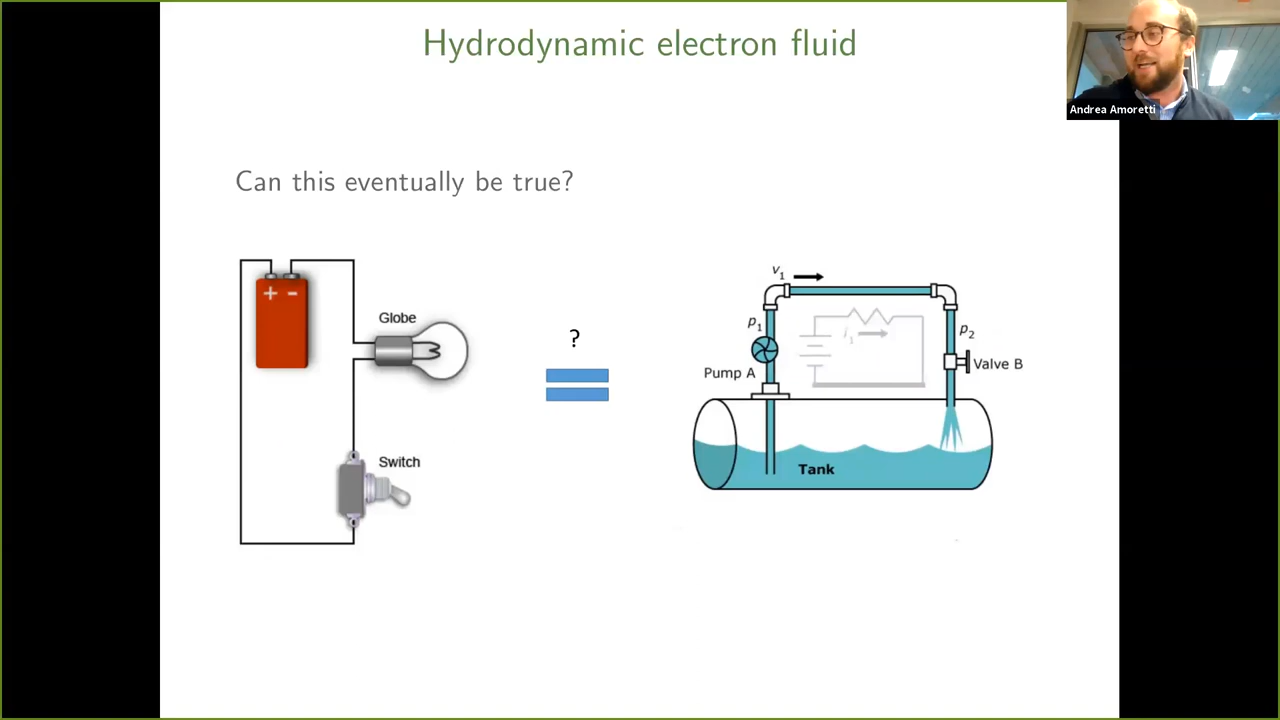 Hydrodynamic electron fluid
Andrea Amoretti
Can this eventually be true?
+ −
Globe
Switch
?
v1
p1
p2
Pump A
Valve B
Tank